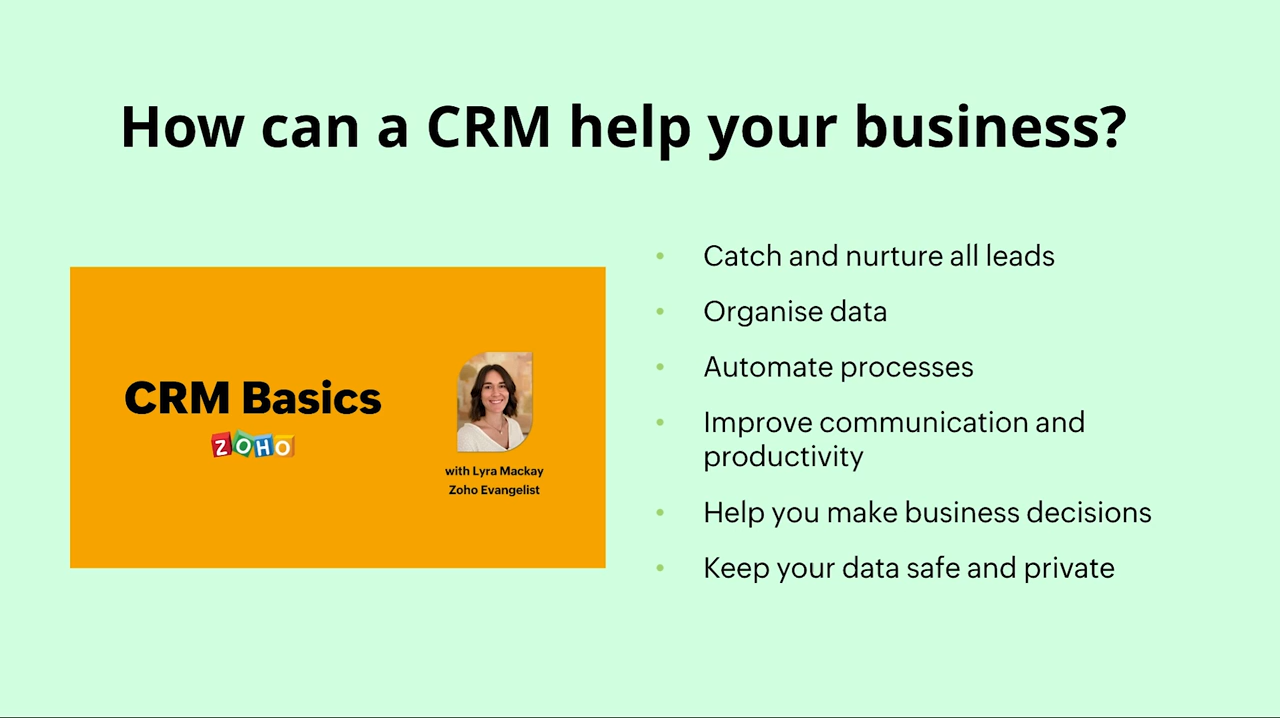 How can a CRM help your business?
CRM Basics
ZOHO
with Lyra Mackay
Zoho Evangelist
• Catch and nurture all leads
• Organise data
• Automate processes
• Improve communication and
productivity
• Help you make business decisions
• Keep your data safe and private